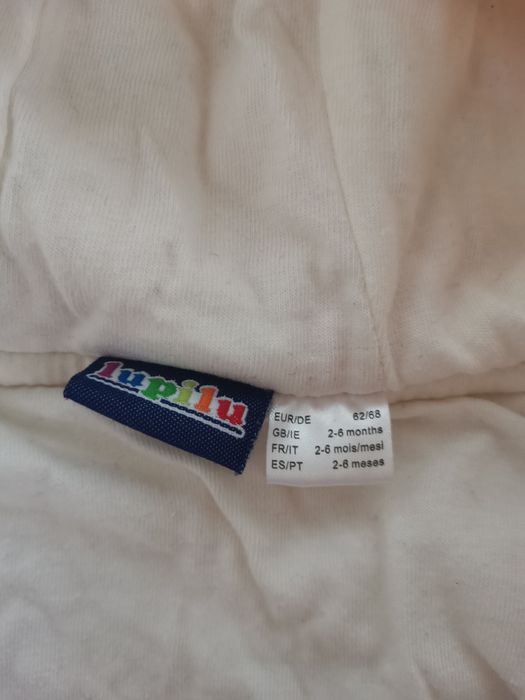 lupilu
EUR/DE 62/68
GB/IE 2-6 months
FR/IT 2-6 mois/mesi
ES/PT 2-6 meses